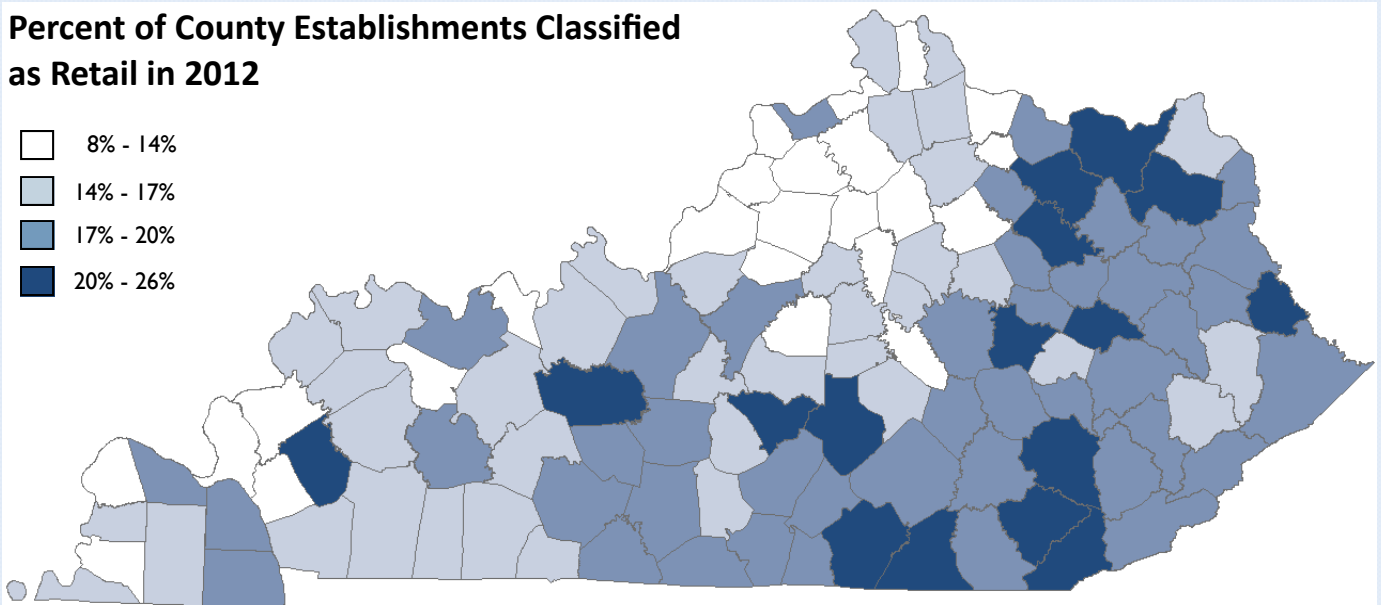 Percent of County Establishments Classified
as Retail in 2012
8% - 14%
14% - 17%
17% - 20%
20% - 26%